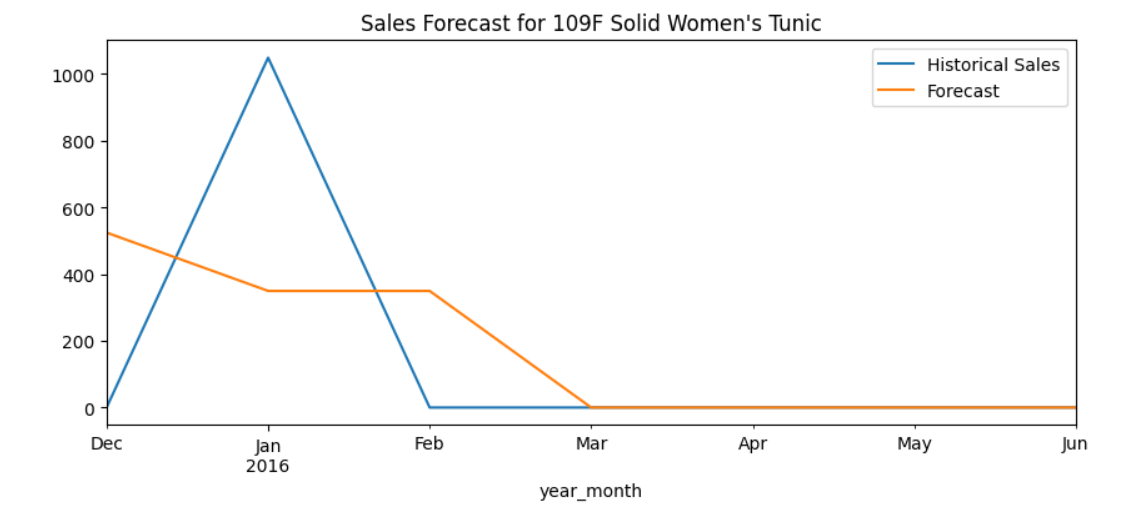 Sales Forecast for 109F Solid Women's Tunic
Historical Sales
Forecast
1000
800
600
400
200
0
Dec
Jan
2016
Feb
Mar
Apr
May
Jun
year_month